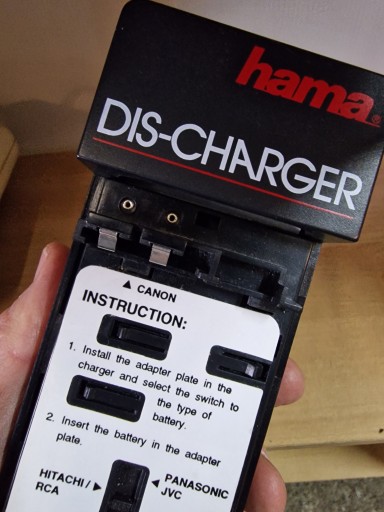 hama®
DIS-CHARGER
▲ CANON
INSTRUCTION:
1. Install the adapter plate in the
charger and select the switch to
the type of
battery.
2. Insert the battery in the adapter
plate.
HITACHI / ▶ ◀ PANASONIC
RCA JVC